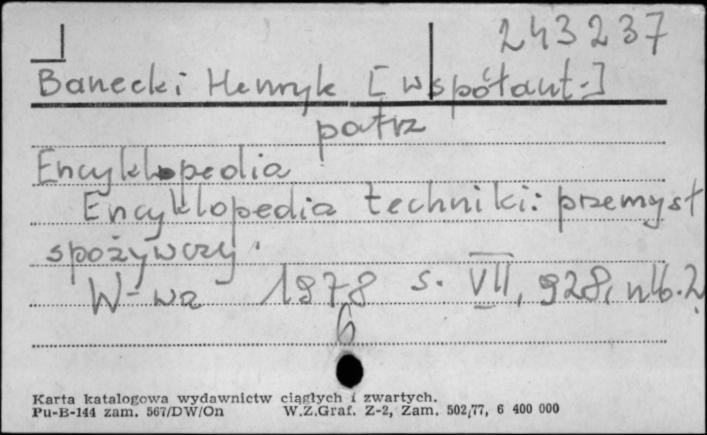 243237
Banecki Henryk [współaut.]
patrz
Encyklopedia
Encyklopedia techniki: przemysł
spożywczy.
W-wa 1978 s. VII, 928, nlb. 2
6
Karta katalogowa wydawnictw ciągłych i zwartych.
Pu-B-144 zam. 567/DW/On W.Z.Graf. Z-2, Zam. 502/77, 6 400 000